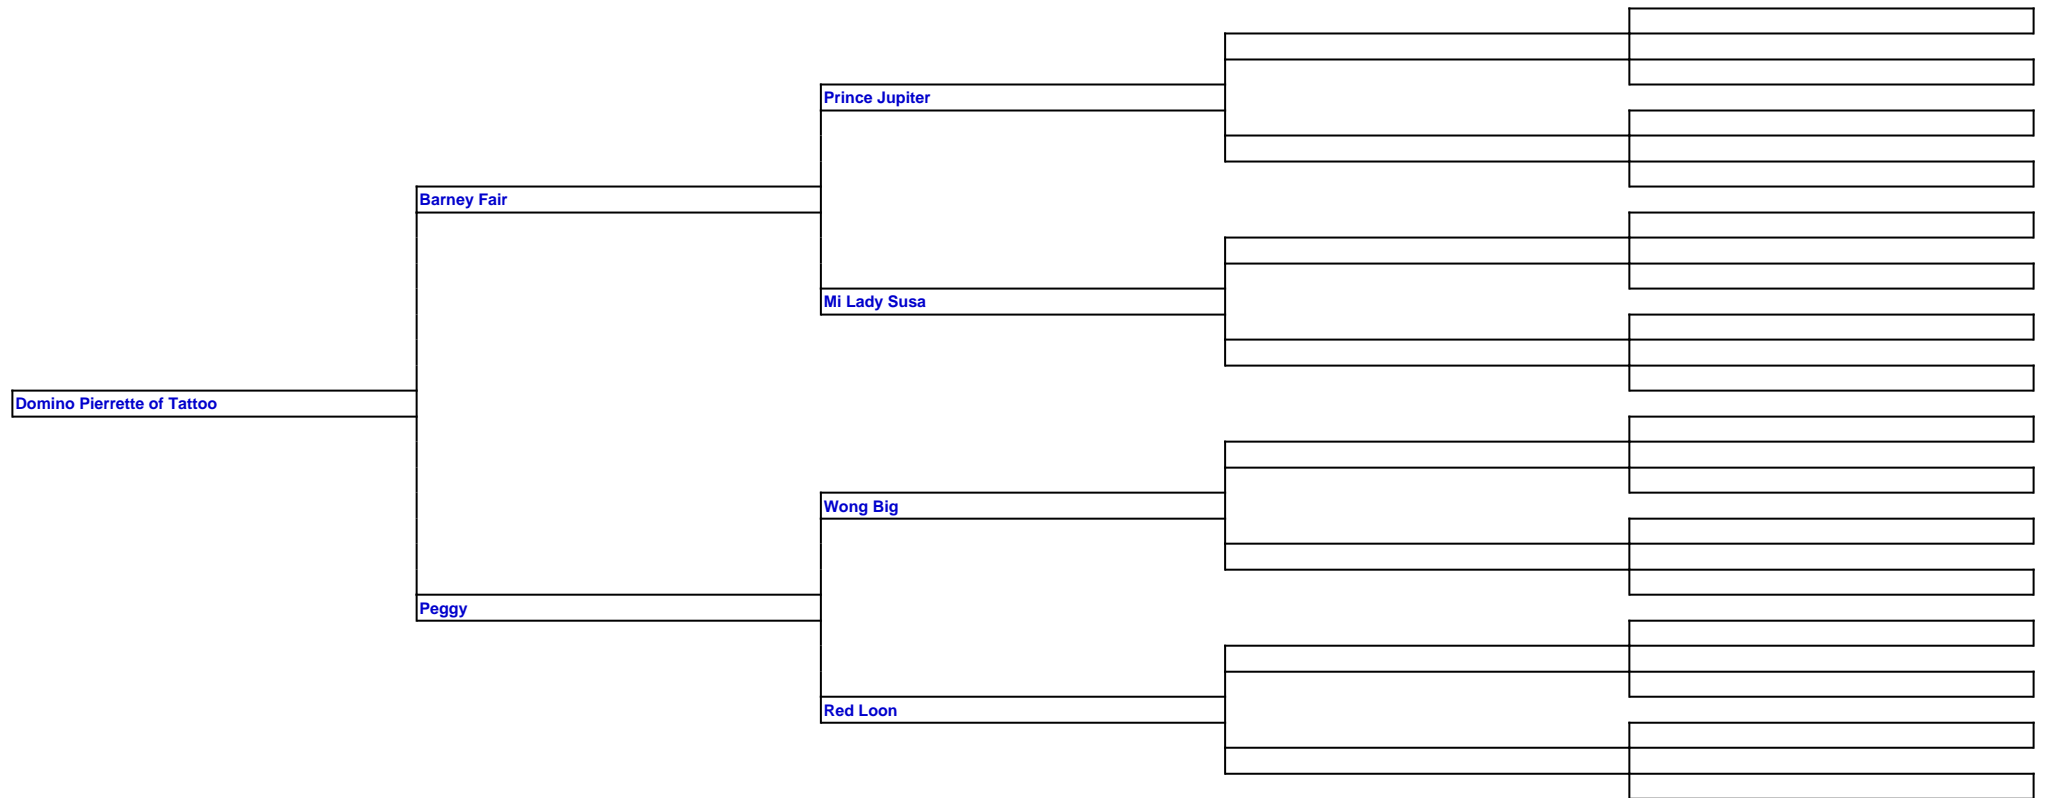 Prince Jupiter
Barney Fair
Mi Lady Susa
Domino Pierrette of Tattoo
Wong Big
Peggy
Red Loon